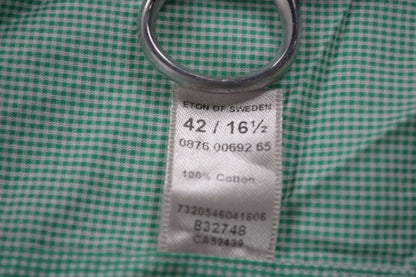 ETON OF SWEDEN
42 / 16½
0876 00692 65
100% Cotton
7320546041606
832748
CA52439